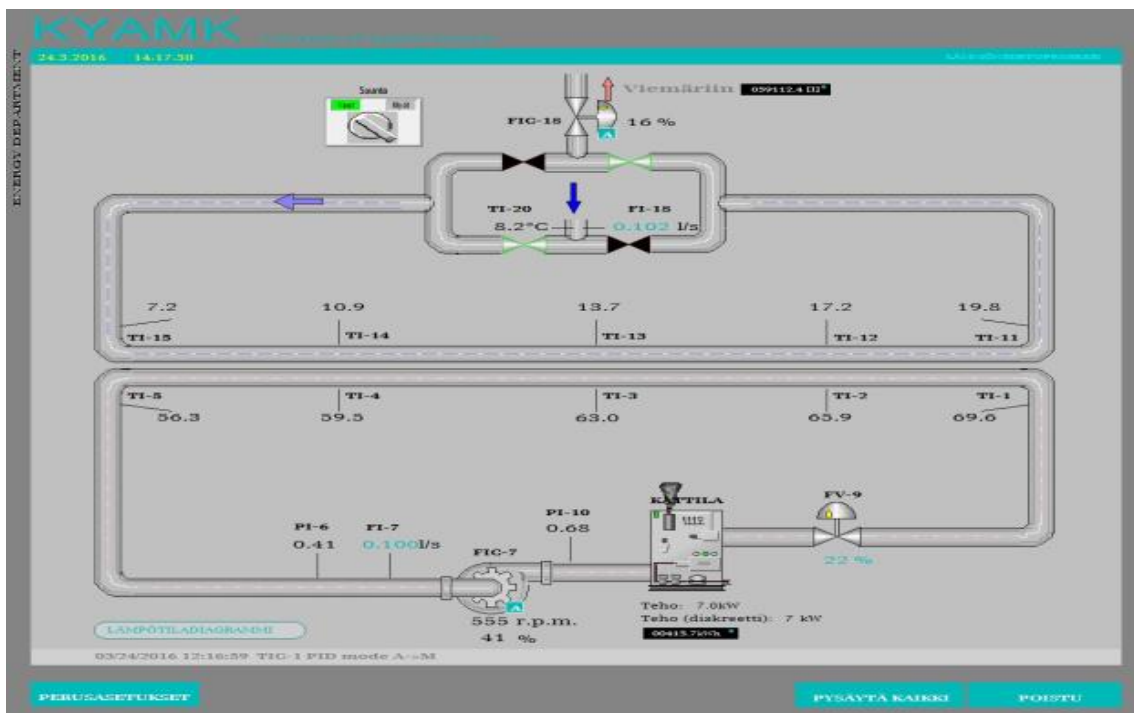 KYAMK
24.3.2016 14.17.30
ENERGY DEPARTMENT
Suunta
Myöt
Viemäriin
FIC-18
16 %
A
TI-20 FI-18
8.2°C 0.102 l/s
7.2 10.9 13.7 17.2 19.8
TI-15 TI-14 TI-13 TI-12 TI-11
TI-5 TI-4 TI-3 TI-2 TI-1
56.3 59.5 63.0 65.9 69.6
KATTILA FV-9
PI-6 FI-7 PI-10
0.41 0.100 l/s 0.68
FIC-7
22 %
A
555 r.p.m.
41 %
Teho: 7.0kW
Teho (diskreetti): 7 kW
00413.7kWh
LÄMPÖTILADIAGRAMMI
03/24/2016 12:16:59 TIC-1 PID mode A->M
PERUSASETUKSET PYSÄYTÄ KAIKKI POISTU